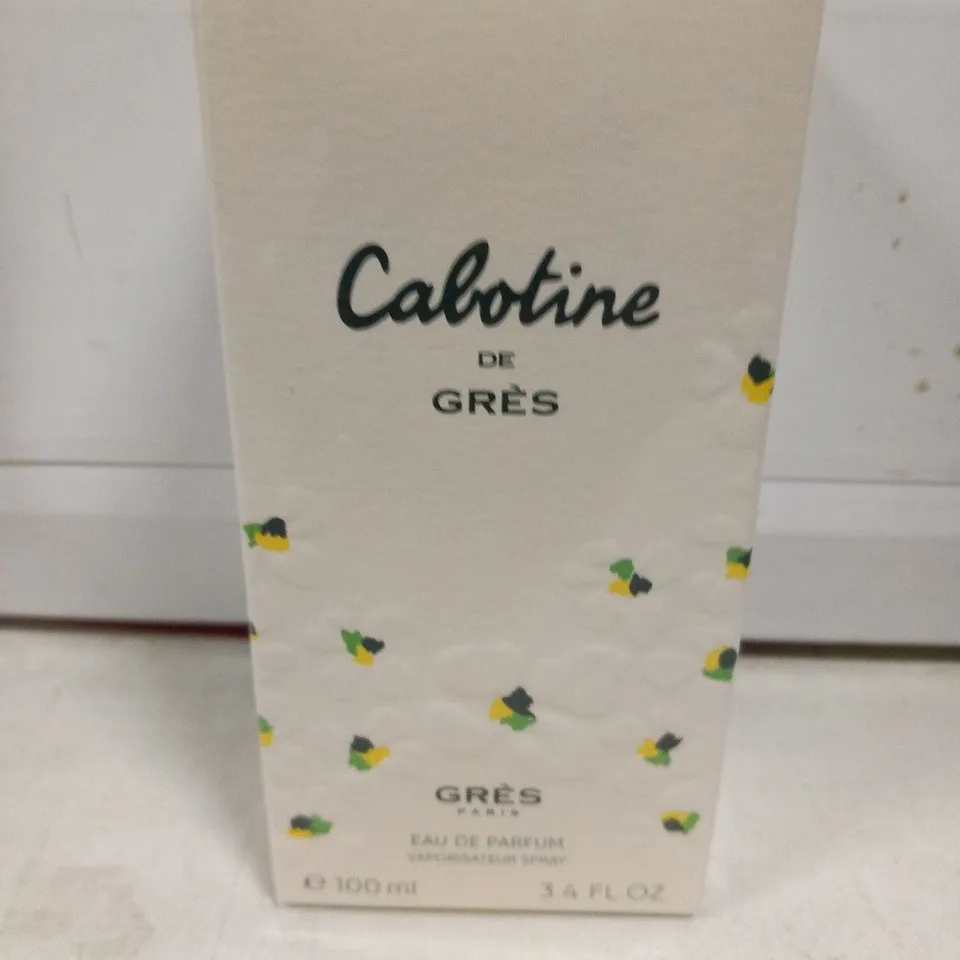 Cabotine
DE
GRÈS
GRÈS
PARIS
EAU DE PARFUM
VAPORISATEUR SPRAY
℮ 100 ml 3.4 FL OZ